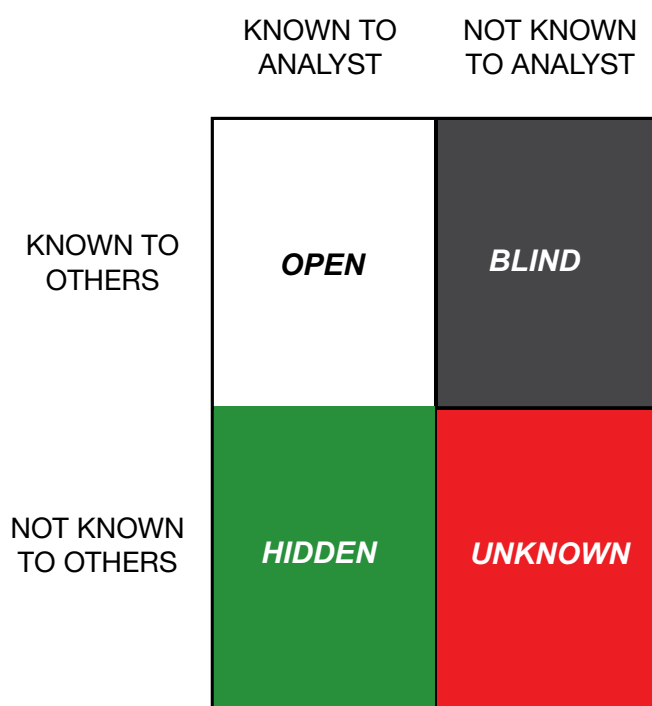 KNOWN TO
ANALYST
NOT KNOWN
TO ANALYST
KNOWN TO
OTHERS
OPEN
BLIND
NOT KNOWN
TO OTHERS
HIDDEN
UNKNOWN